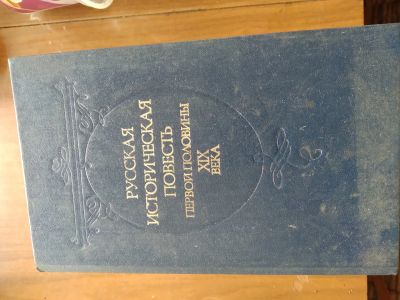 РУССКАЯ
ИСТОРИЧЕСКАЯ
ПОВЕСТЬ
ПЕРВОЙ ПОЛОВИНЫ
XIX
ВЕКА